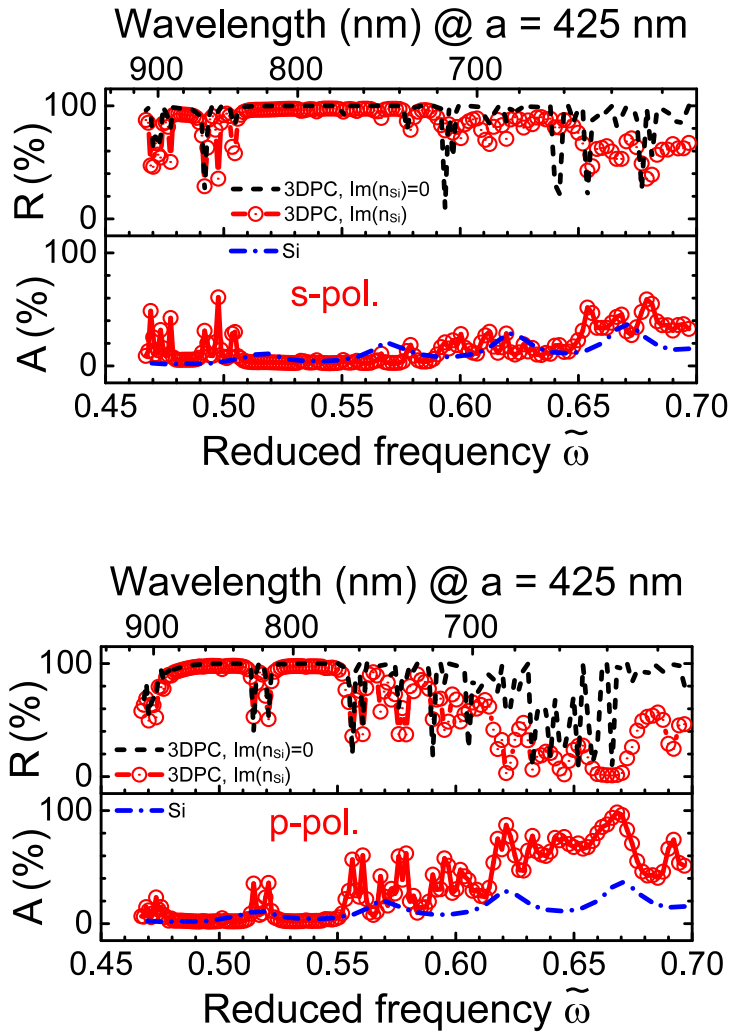 Wavelength (nm) @ a = 425 nm
900 800 700
100
R (%)
0
3DPC, Im(nSi)=0
3DPC, Im(nSi)
100
A (%)
0
Si
s-pol.
0.45 0.50 0.55 0.60 0.65 0.70
Reduced frequency ω̃
Wavelength (nm) @ a = 425 nm
900 800 700
100
R (%)
0
3DPC, Im(nSi)=0
3DPC, Im(nSi)
100
A (%)
0
Si
p-pol.
0.45 0.50 0.55 0.60 0.65 0.70
Reduced frequency ω̃